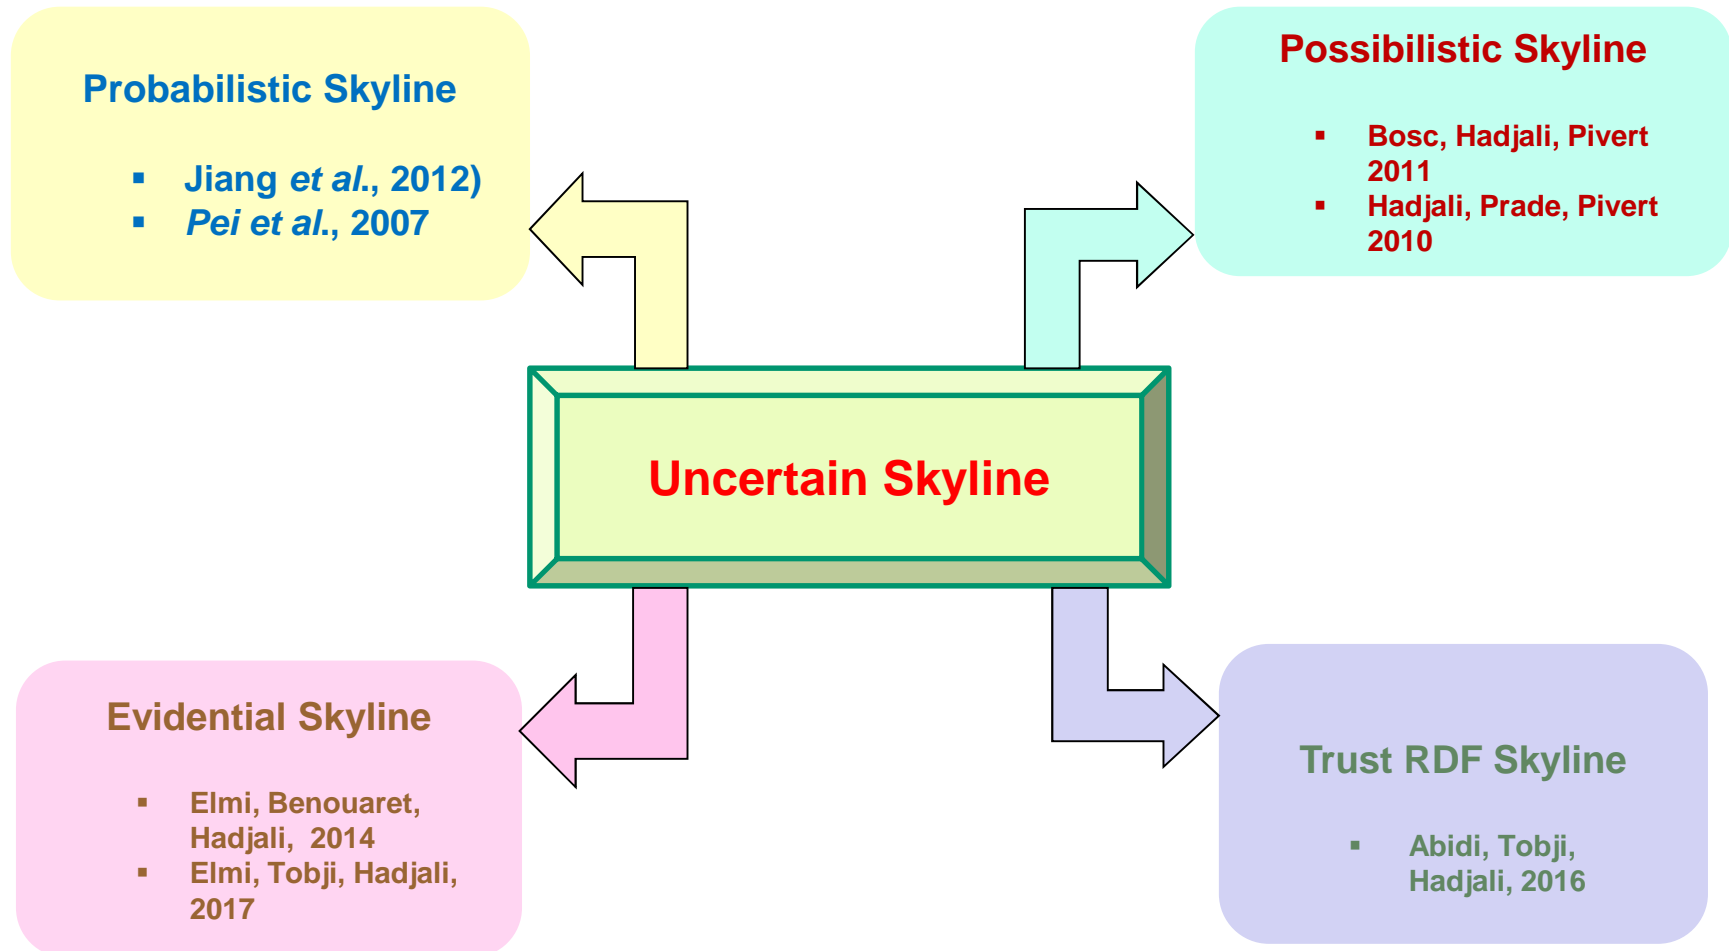 Probabilistic Skyline
▪ Jiang et al., 2012)
▪ Pei et al., 2007
Possibilistic Skyline
▪ Bosc, Hadjali, Pivert
2011
▪ Hadjali, Prade, Pivert
2010
Uncertain Skyline
Evidential Skyline
▪ Elmi, Benouaret,
Hadjali, 2014
▪ Elmi, Tobji, Hadjali,
2017
Trust RDF Skyline
▪ Abidi, Tobji,
Hadjali, 2016